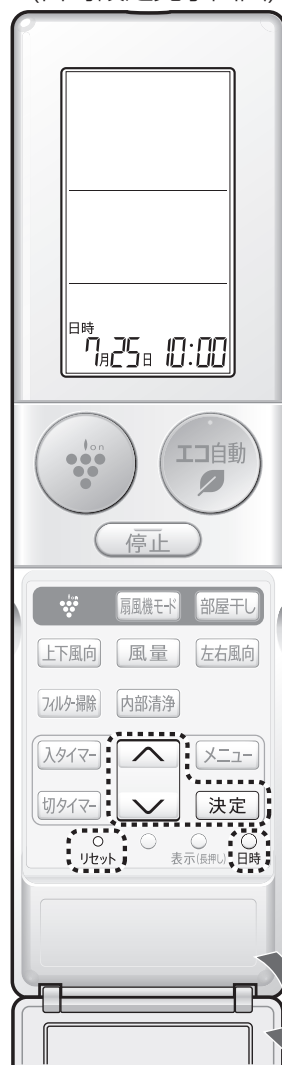 日時
7月25日 10:00
Ion
エコ自動
停止
扇風機モード 部屋干し
上下風向 風量 左右風向
フィルター掃除 内部清浄
入タイマー メニュー
切タイマー 決定
リセット 表示(長押し) 日時